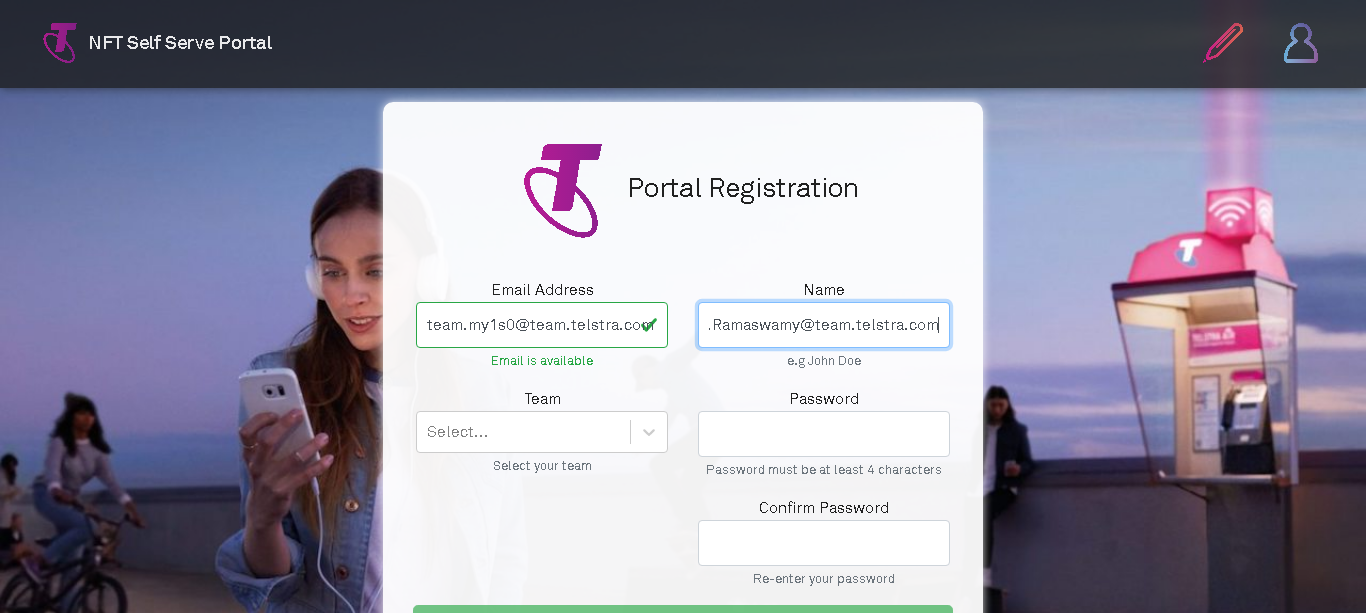 NFT Self Serve Portal
Portal Registration
Email Address
Name
team.my1s0@team.telstra.com
.Ramaswamy@team.telstra.com
Email is available
e.g John Doe
Team
Password
Select...
Select your team
Password must be at least 4 characters
Confirm Password
Re-enter your password
TELSTRA AIR